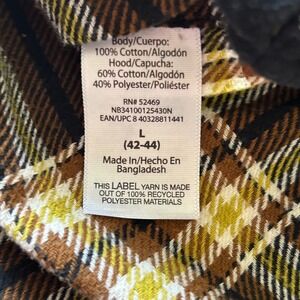 Body/Cuerpo:
100% Cotton/Algodón
Hood/Capucha:
60% Cotton/Algodón
40% Polyester/Poliéster
RN# 52469
NB34100125430N
EAN/UPC 8 40328811441
L
(42-44)
Made In/Hecho En
Bangladesh
THIS LABEL YARN IS MADE
OUT OF 100% RECYCLED
POLYESTER MATERIALS